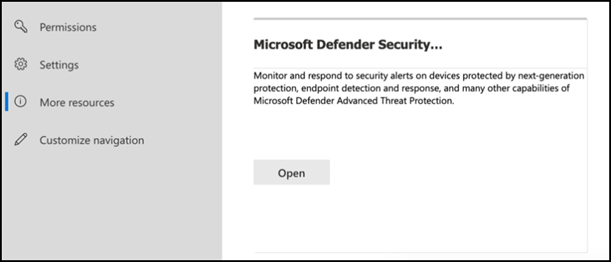 Permissions
Settings
More resources
Customize navigation
Microsoft Defender Security...
Monitor and respond to security alerts on devices protected by next-generation
protection, endpoint detection and response, and many other capabilities of
Microsoft Defender Advanced Threat Protection.
Open